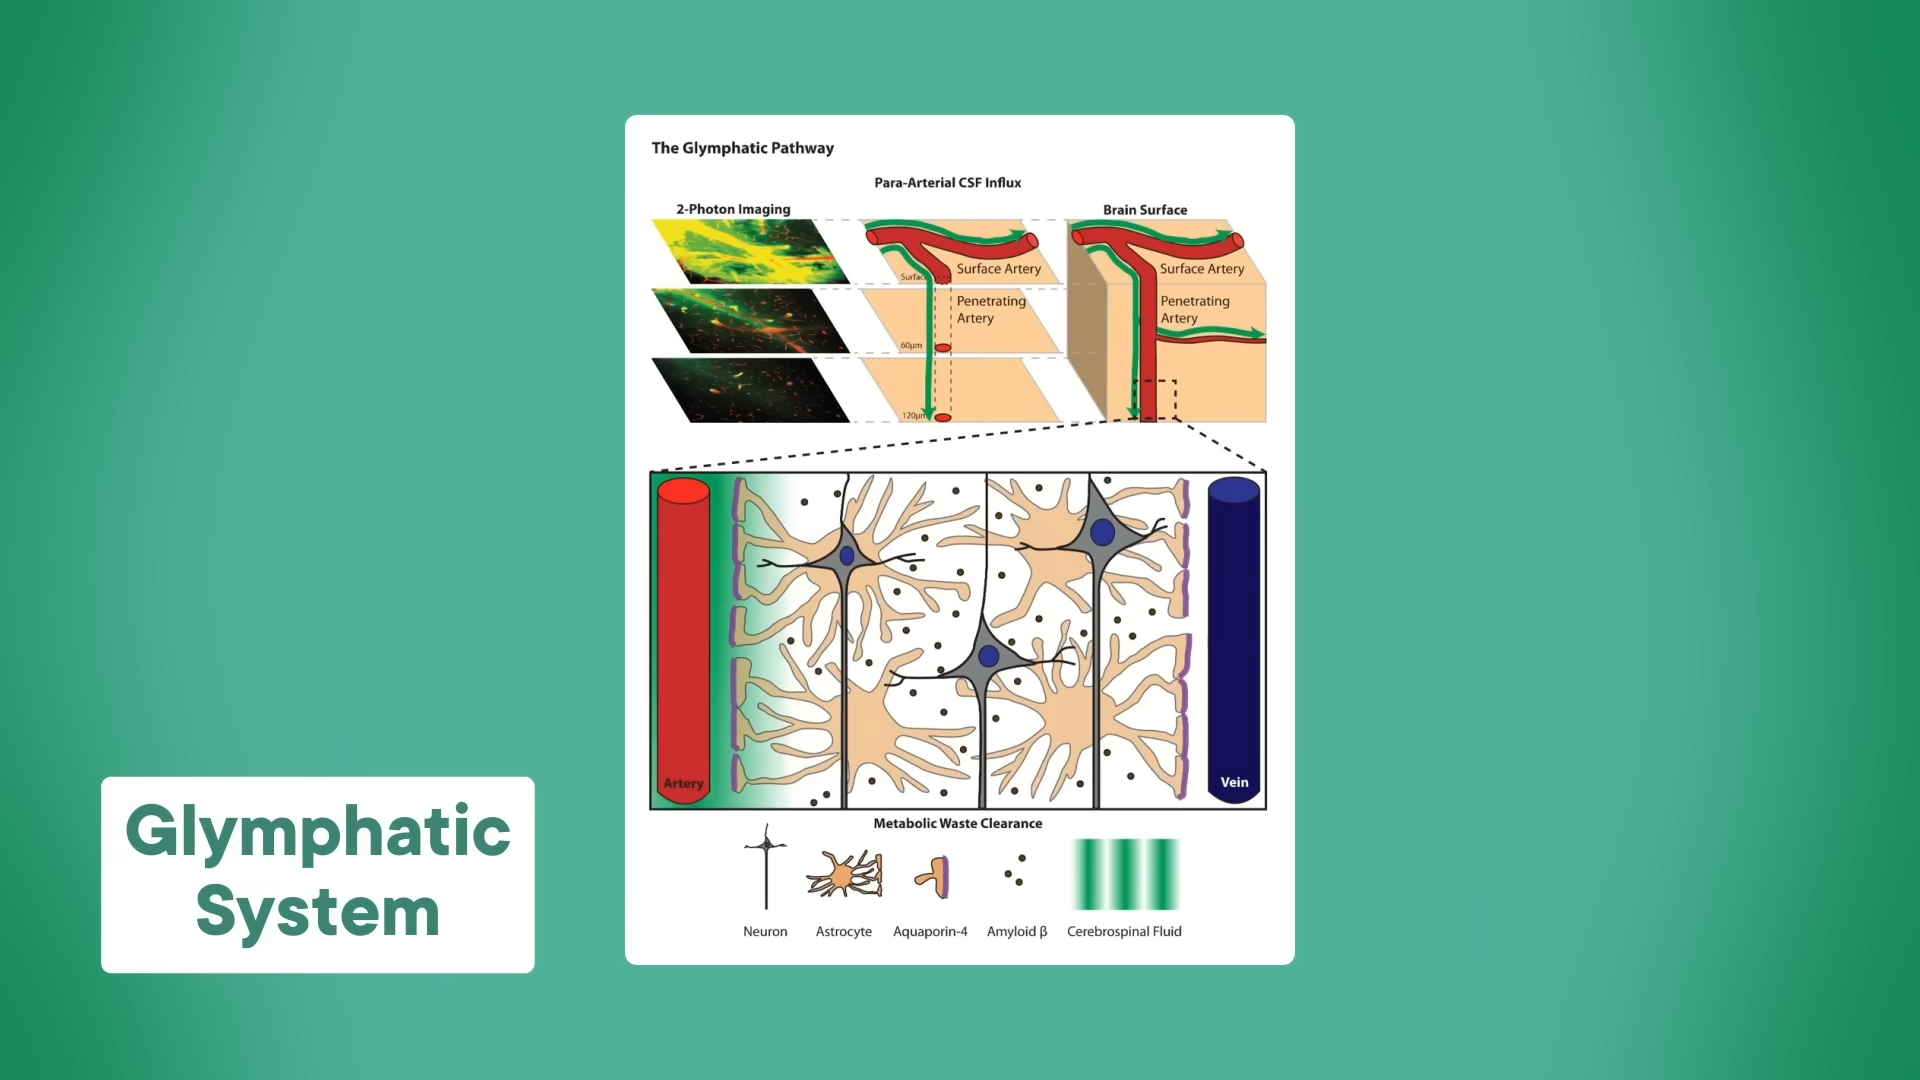 The Glymphatic Pathway
Para-Arterial CSF Influx
2-Photon Imaging
Brain Surface
Surface Artery
Surface
Penetrating
Artery
60µm
120µm
Surface Artery
Penetrating
Artery
Artery
Vein
Metabolic Waste Clearance
Neuron
Astrocyte
Aquaporin-4
Amyloid β
Cerebrospinal Fluid
Glymphatic
System